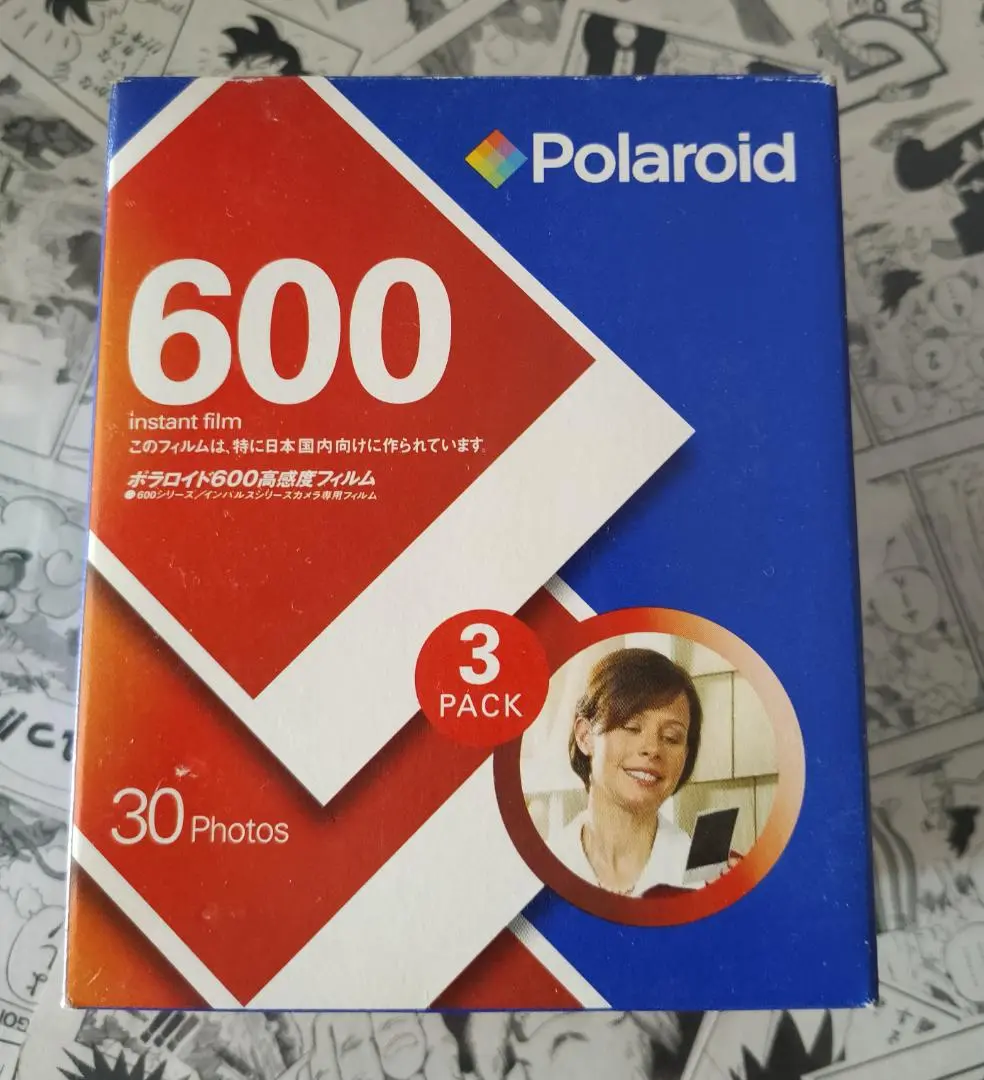 Polaroid
600
instant film
このフィルムは、特に日本国内向けに作られています。
ポラロイド600高感度フィルム
●600シリーズ／インパルスシリーズカメラ専用フィルム
3
PACK
30 Photos